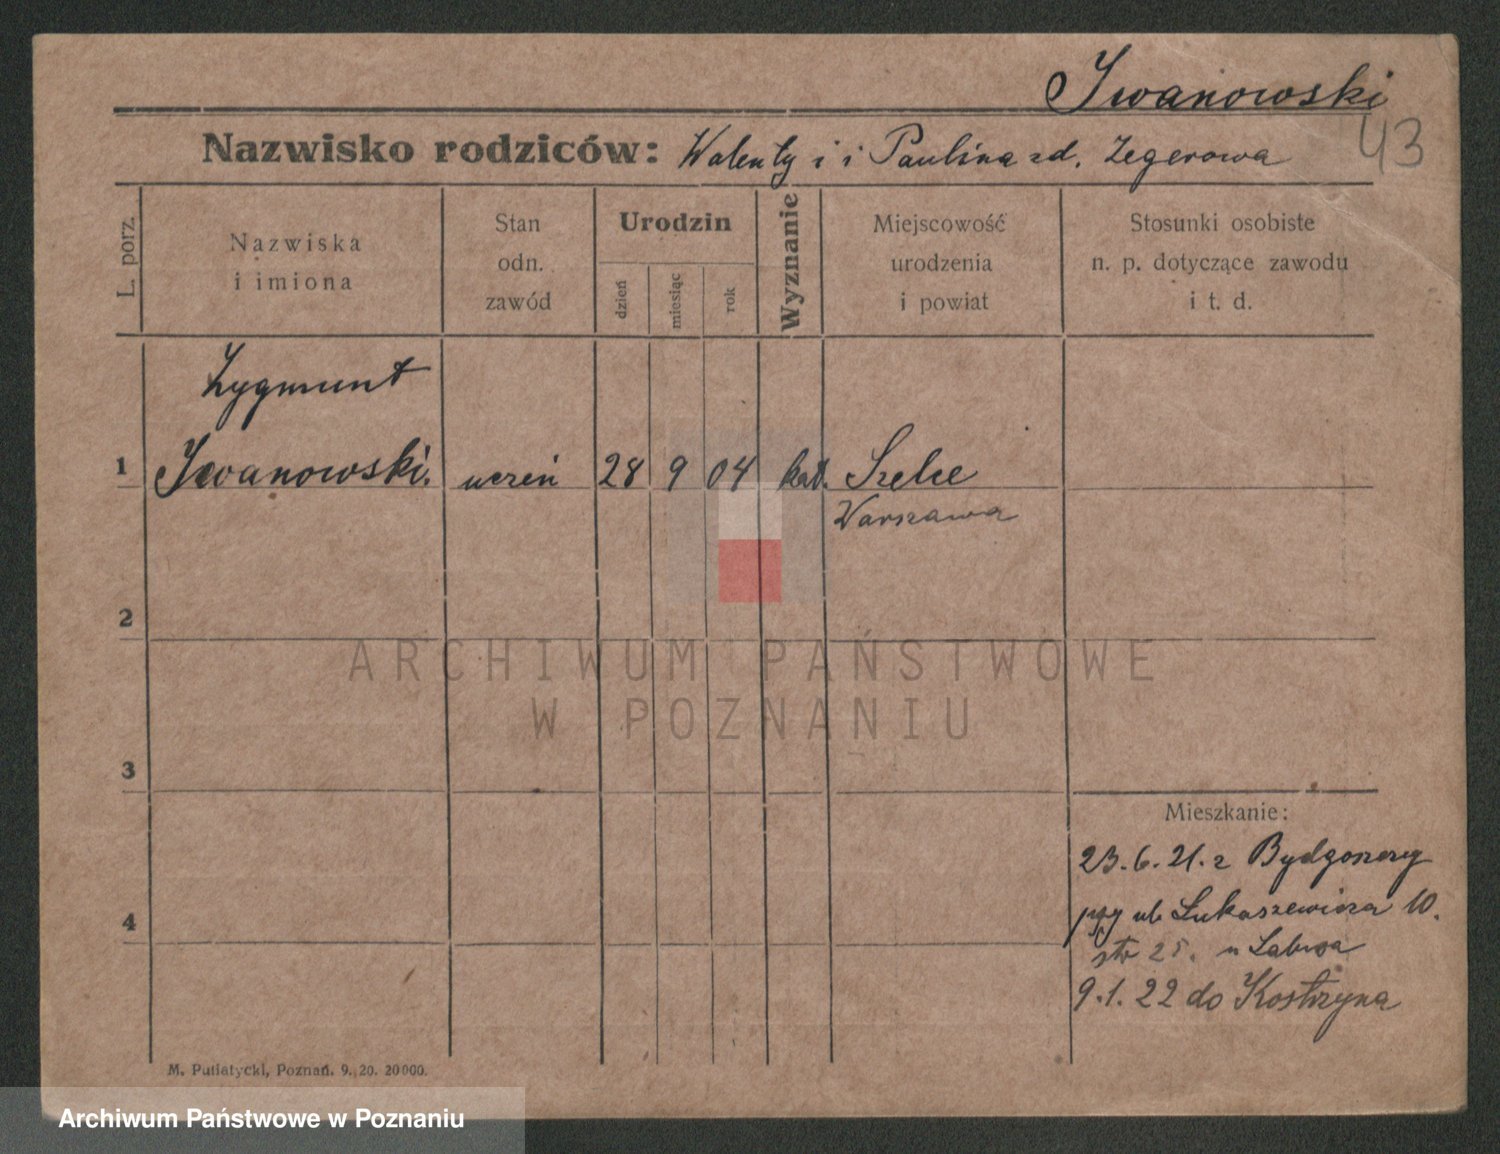 Iwanowski
43
Nazwisko rodziców: Walenty i i Paulina zd. Zegerowa
L. porz.
Nazwiska
i imiona
Stan
odn.
zawód
Urodzin
dzień
miesiąc
rok
Wyznanie
Miejscowość
urodzenia
i powiat
Stosunki osobiste
n. p. dotyczące zawodu
i t. d.
Zygmunt
1 Iwanowski. uczeń 28 9 04 kat. Szelce
Warszawa
2
ARCHIWUM PAŃSTWOWE
W POZNANIU
3
Mieszkanie:
23.6.21. z Bydgoszczy
ul. Łukaszewicza 10.
4
str 25. u
9.1.22 do Kostrzyna
M. Putiatycki, Poznań. 9. 20. 20000.
Archiwum Państwowe w Poznaniu